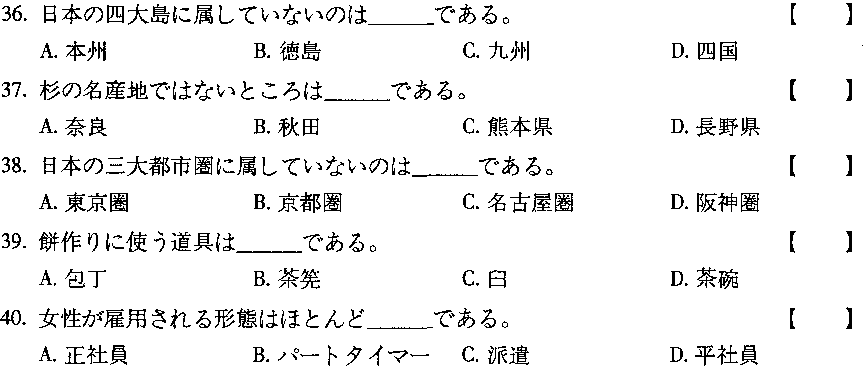 36. 日本の四大島に属していないのは______である。 【 】
A. 本州 B. 徳島 C. 九州 D. 四国
37. 杉の名産地ではないところは______である。 【 】
A. 奈良 B. 秋田 C. 熊本県 D. 長野県
38. 日本の三大都市圏に属していないのは______である。 【 】
A. 東京圏 B. 京都圏 C. 名古屋圏 D. 阪神圏
39. 餅作りに使う道具は______である。 【 】
A. 包丁 B. 茶筅 C. 臼 D. 茶碗
40. 女性が雇用される形態はほとんど______である。 【 】
A. 正社員 B. パートタイマー C. 派遣 D. 平社員